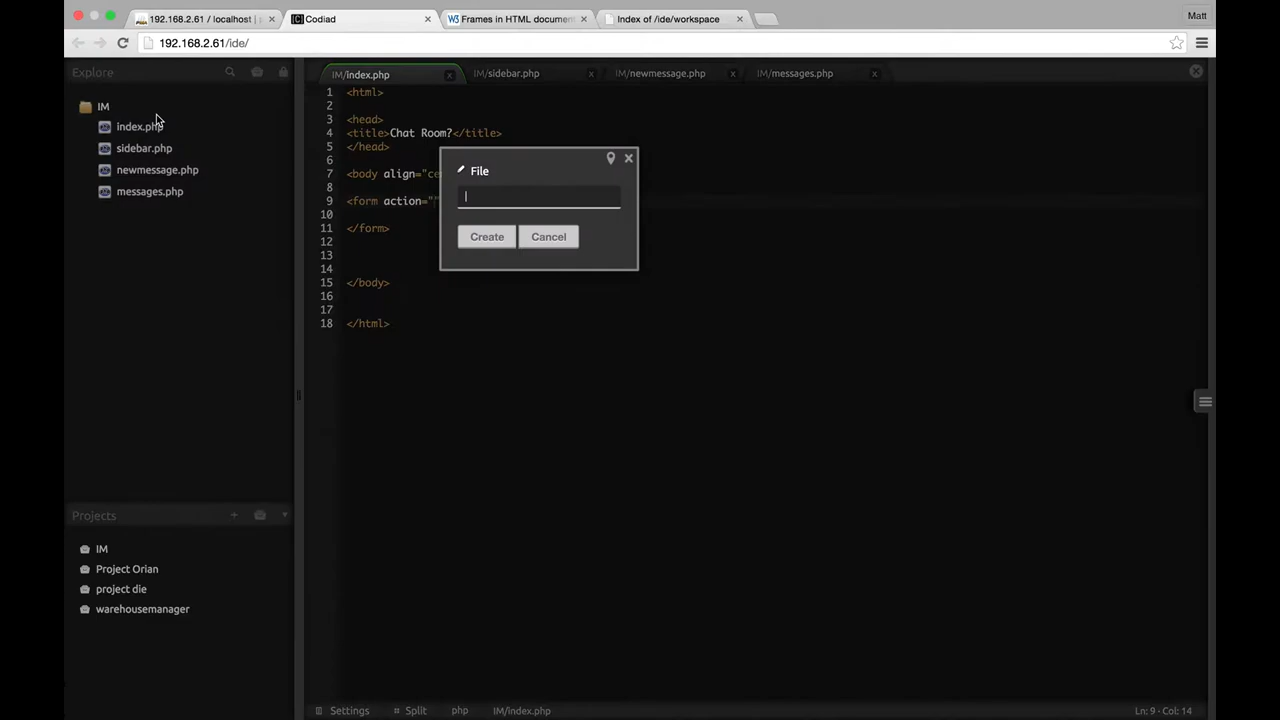 192.168.2.61 / localhost |
Codiad
Frames in HTML documen
Index of /ide/workspace
Matt
192.168.2.61/ide/
Explore
IM
index.php
sidebar.php
newmessage.php
messages.php
Projects
IM
Project Orian
project die
warehousemanager
IM/index.php
IM/sidebar.php
IM/newmessage.php
IM/messages.php
1 <html>
2
3 <head>
4 <title>Chat Room?</title>
5 </head>
6
7 <body align="ce
8
9 <form action="
10
11 </form>
12
13
14
15 </body>
16
17
18 </html>
File
Create
Cancel
Settings
Split
php
IM/index.php
Ln: 9 · Col: 14